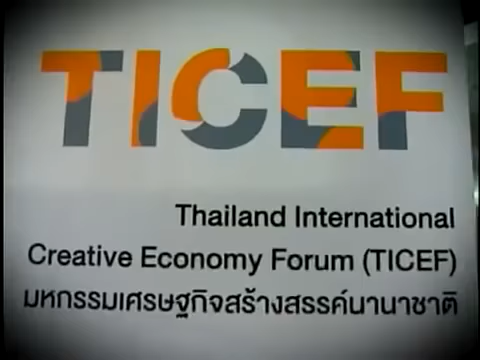 TICEF
Thailand International
Creative Economy Forum (TICEF)
มหกรรมเศรษฐกิจสร้างสรรค์นานาชาติ